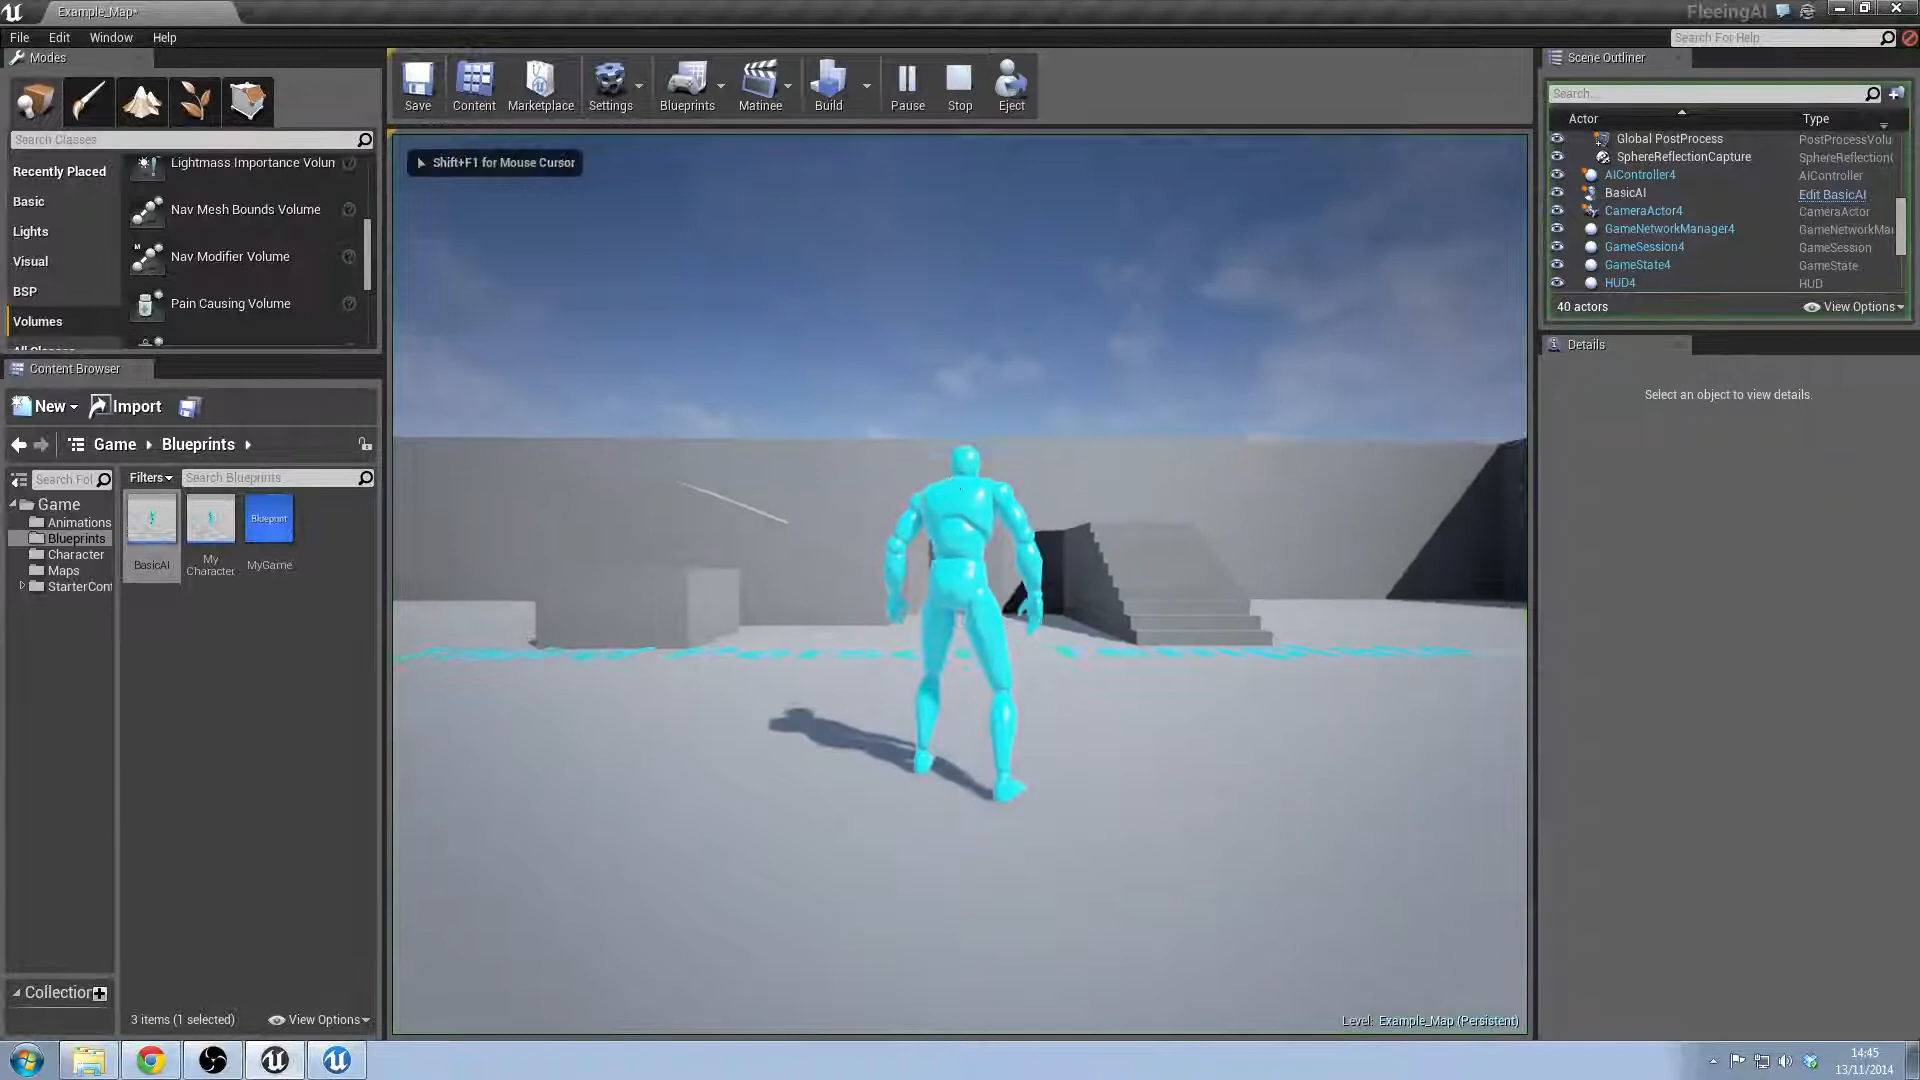 Example_Map*
FleeingAI
File Edit Window Help
Search For Help
Modes
Search Classes
Recently Placed
Basic
Lights
Visual
BSP
Volumes
Lightmass Importance Volum
Nav Mesh Bounds Volume
Nav Modifier Volume
Pain Causing Volume
Save Content Marketplace Settings Blueprints Matinee Build Pause Stop Eject
Shift+F1 for Mouse Cursor
Content Browser
New Import
Game Blueprints
Search Fol
Filters Search Blueprints
Game
Animations
Blueprints
Character
Maps
StarterCont
BasicAI
My Character
Blueprint
MyGame
Collection
3 items (1 selected) View Options
Level: Example_Map (Persistent)
Scene Outliner
Search...
Actor Type
Global PostProcess PostProcessVolu
SphereReflectionCapture SphereReflection
AIController4 AIController
BasicAI Edit BasicAI
CameraActor4 CameraActor
GameNetworkManager4 GameNetworkMa
GameSession4 GameSession
GameState4 GameState
HUD4 HUD
40 actors View Options
Details
Select an object to view details.
14:45
13/11/2014